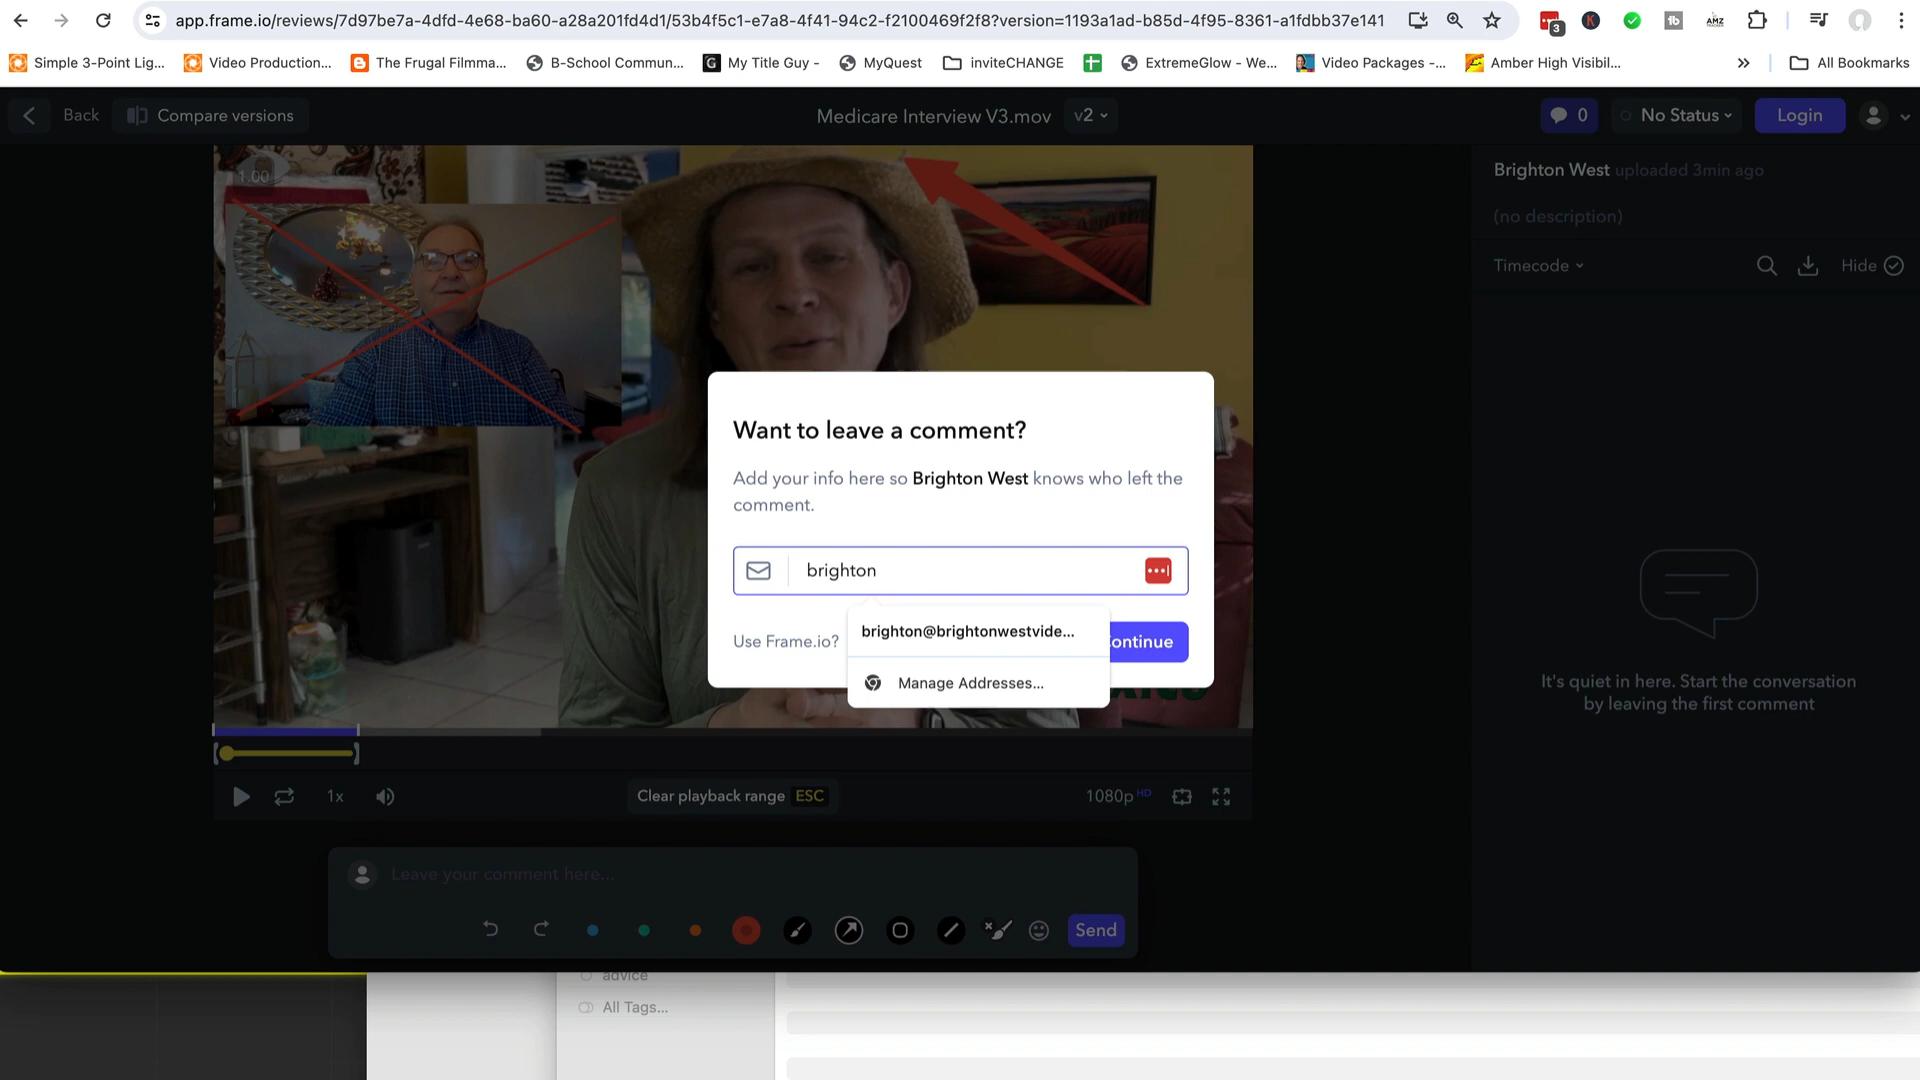 app.frame.io/reviews/7d97be7a-4dfd-4e68-ba60-a28a201fd4d1/53b4f5c1-e7a8-4f41-94c2-f2100469f2f8?version=1193a1ad-b85d-4f95-8361-a1fdbb37e141
3
K
tb
AMZ
Simple 3-Point Lig...
Video Production...
The Frugal Filmma...
B-School Commun...
My Title Guy -
MyQuest
inviteCHANGE
ExtremeGlow - We...
Video Packages -...
Amber High Visibil...
All Bookmarks
Back
Compare versions
Medicare Interview V3.mov
v2
0
No Status
Login
1.00
Brighton West uploaded 3min ago
(no description)
Timecode
Hide
Want to leave a comment?
Add your info here so Brighton West knows who left the
comment.
brighton
Use Frame.io?
ontinue
brighton@brightonwestvide...
Manage Addresses...
It's quiet in here. Start the conversation
by leaving the first comment
1x
Clear playback range ESC
1080p HD
Leave your comment here...
Send
advice
All Tags...